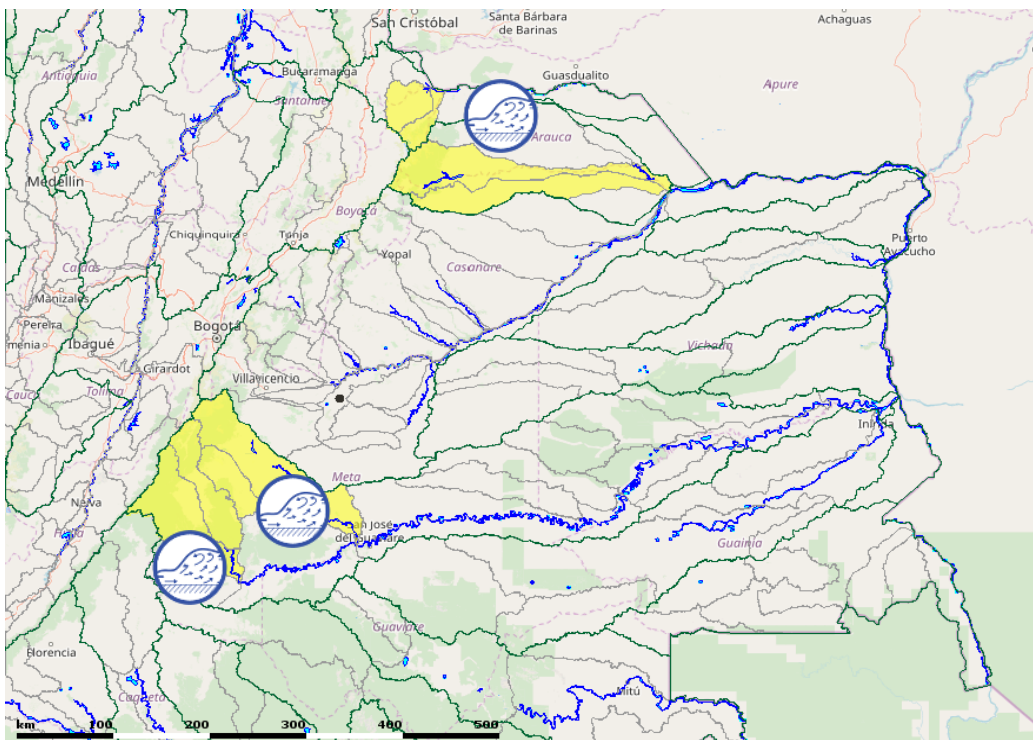 San Cristóbal
Santa Bárbara
de Barinas
Achaguas
Antioquia
Bucaramanga
Guasdualito
Apure
Santander
Arauca
Medellín
Boyacá
Chiquinquirá
Tunja
Yopal
Casanare
Puerto
Ayacucho
Caldas
Manizales
Bogotá
Pereira
menia
Ibagué
Vichada
Girardot
Villavicencio
Cauca
Tolima
Inírida
Meta
Neiva
San José
del Guaviare
Huila
Guainía
Guaviare
Florencia
Caquetá
Mitú
km 100 200 300 400 500